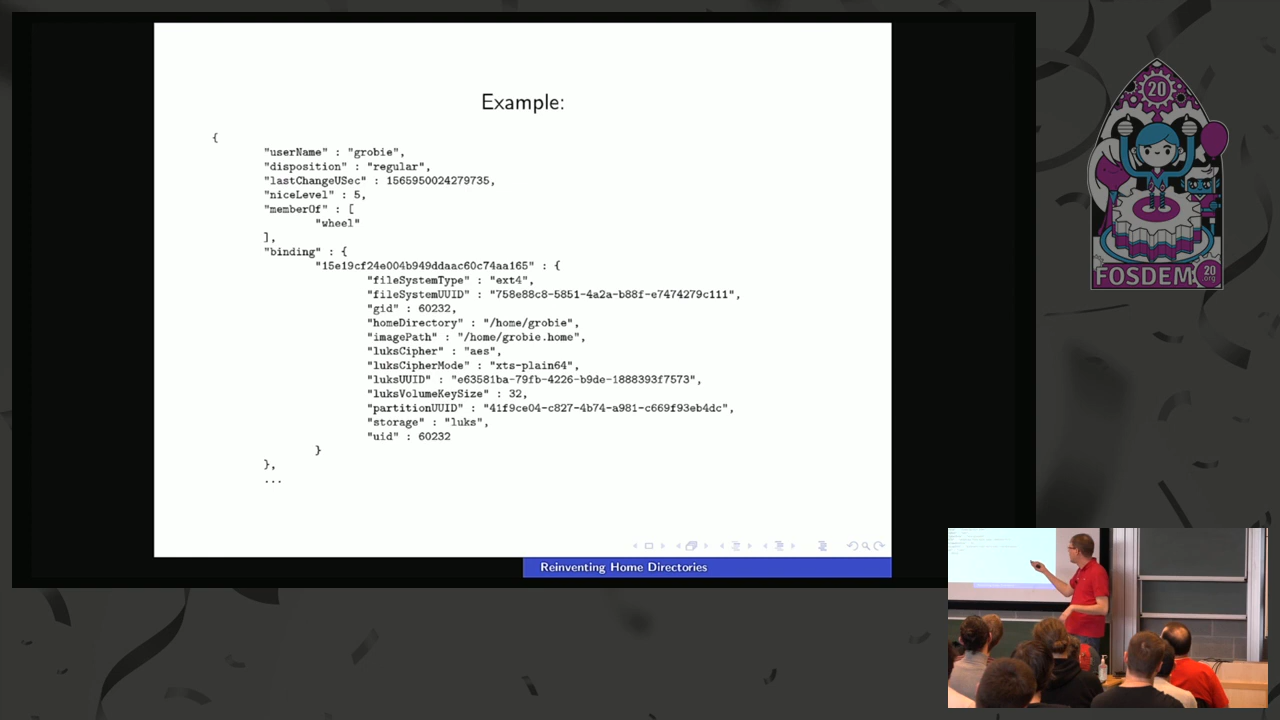 Example:
{
"userName" : "grobie",
"disposition" : "regular",
"lastChangeUSec" : 1565950024279735,
"niceLevel" : 5,
"memberOf" : [
"wheel"
],
"binding" : {
"15e19cf24e004b949ddaac60c74aa165" : {
"fileSystemType" : "ext4",
"fileSystemUUID" : "758e88c8-5851-4a2a-b88f-e7474279c111",
"gid" : 60232,
"homeDirectory" : "/home/grobie",
"imagePath" : "/home/grobie.home",
"luksCipher" : "aes",
"luksCipherMode" : "xts-plain64",
"luksUUID" : "e63581ba-79fb-4226-b9de-1888393f7573",
"luksVolumeKeySize" : 32,
"partitionUUID" : "41f9ce04-c827-4b74-a981-c669f93eb4dc",
"storage" : "luks",
"uid" : 60232
}
},
...
Reinventing Home Directories
20
FOSDEM
20
.org